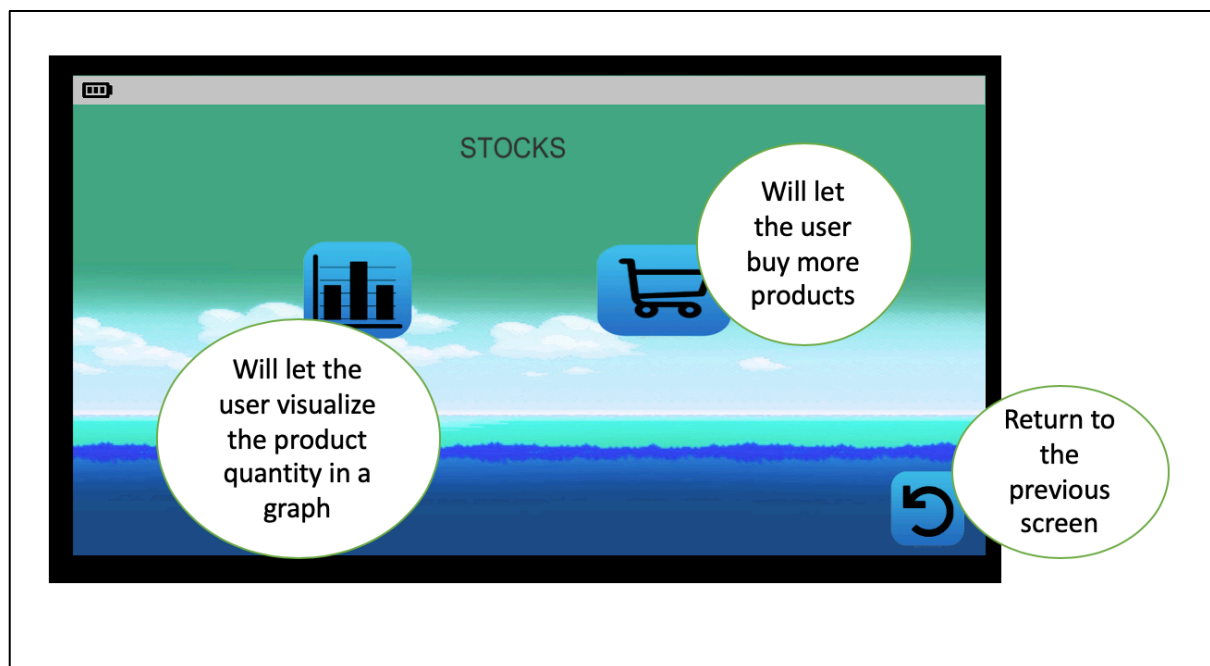 STOCKS
Will let
the user
buy more
products
Will let the
user visualize
the product
quantity in a
graph
Return to
the
previous
screen